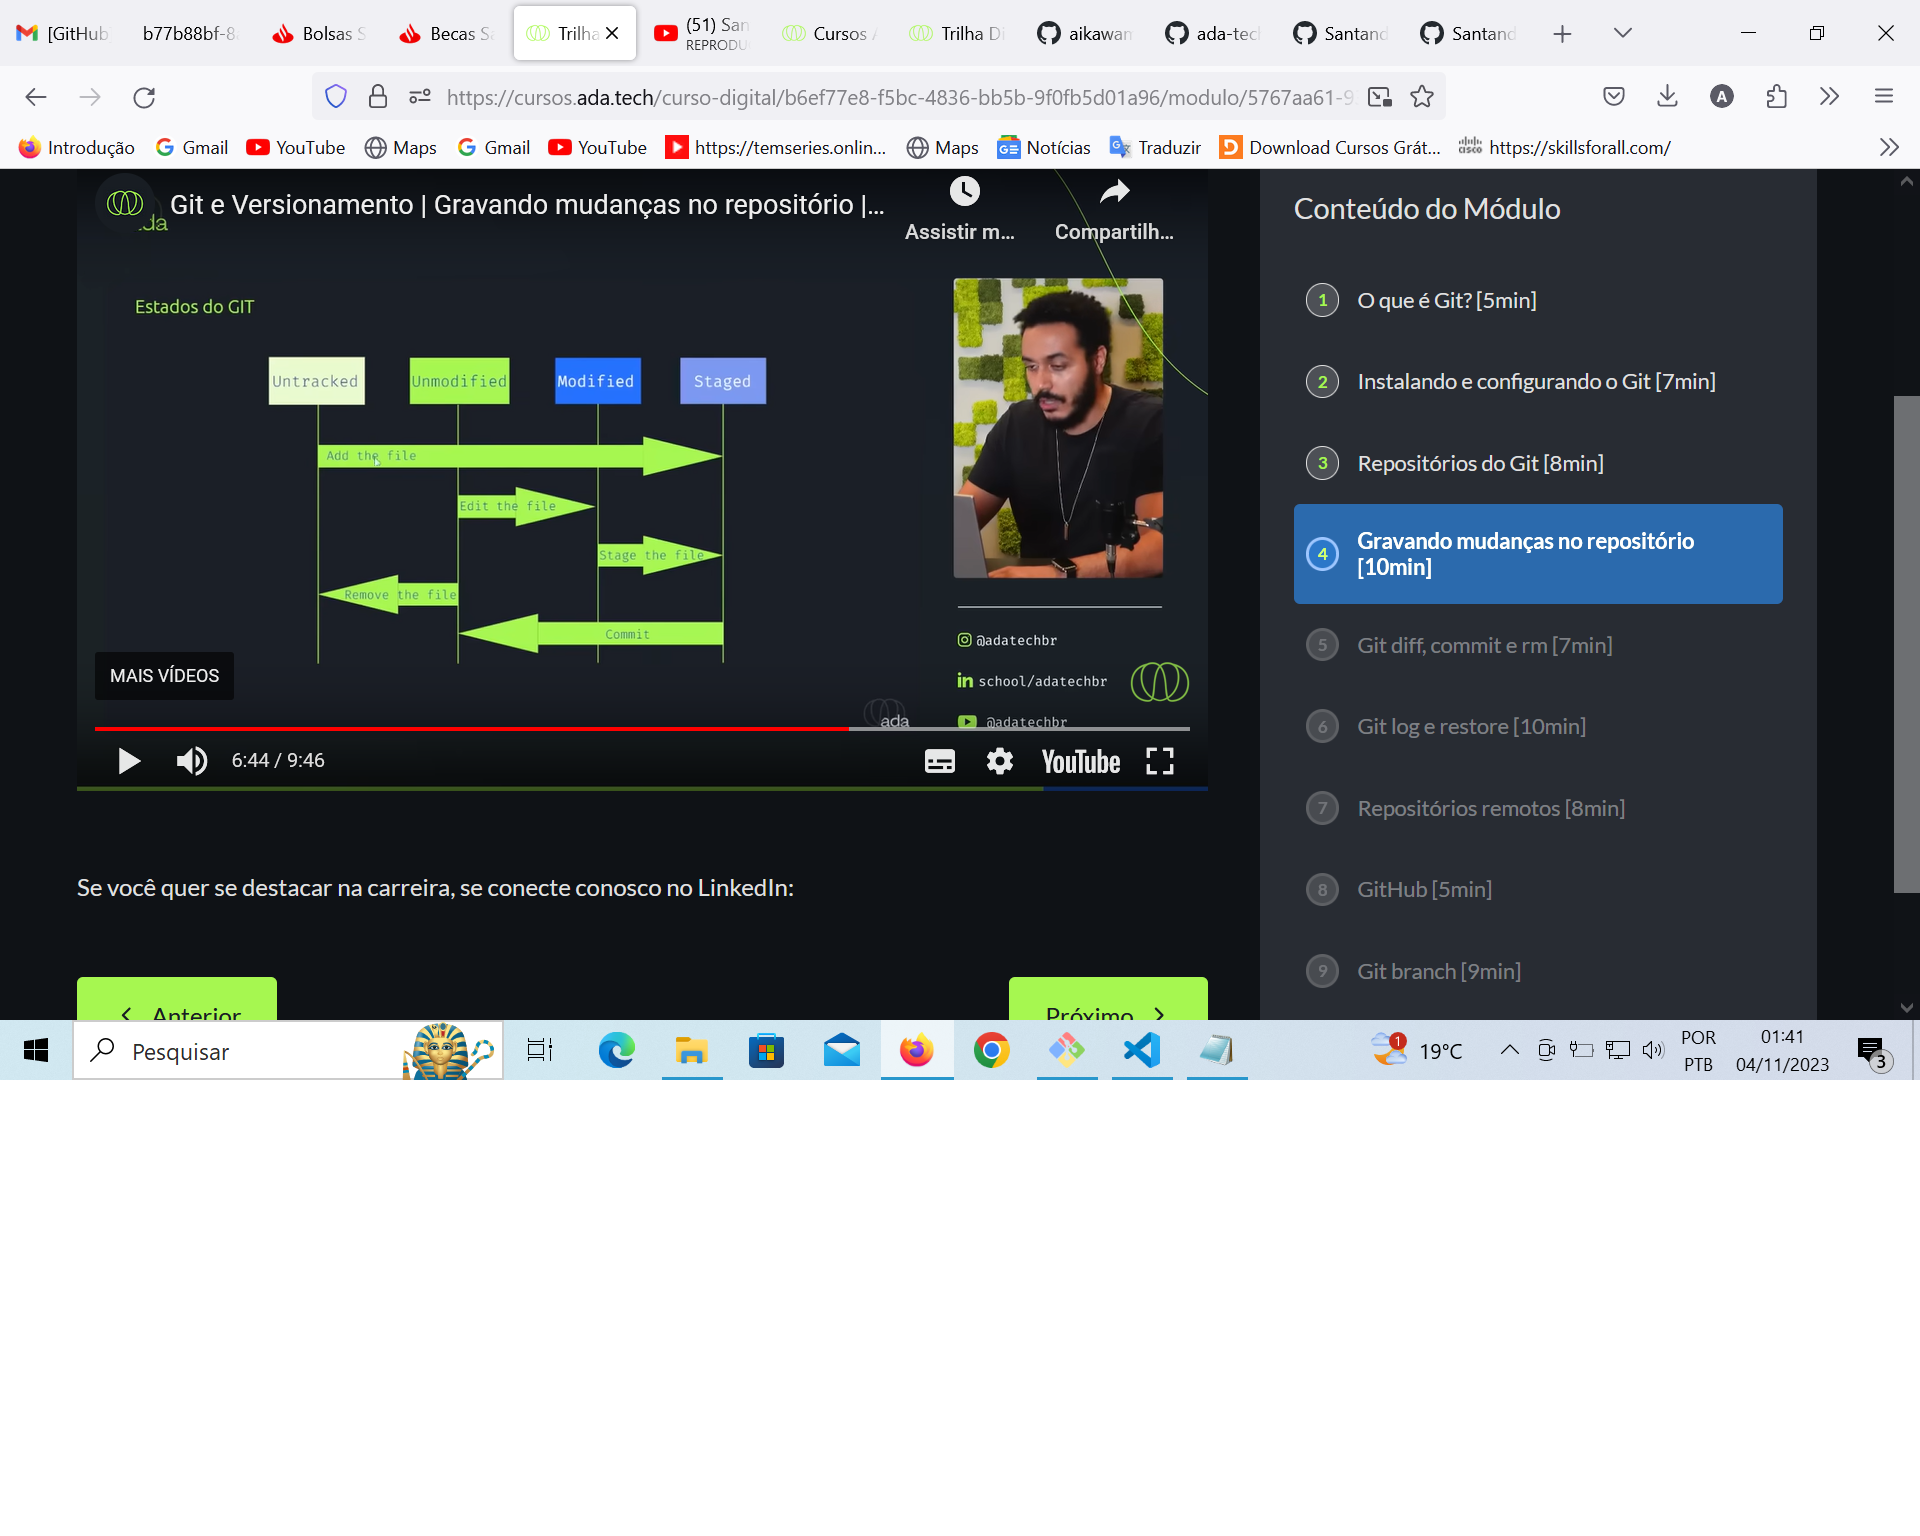 [GitHub
b77b88bf-8
Bolsas S
Becas Sa
Trilha
(51) San
REPRODU
Cursos
Trilha Di
aikawan
ada-tec
Santand
Santand
https://cursos.ada.tech/curso-digital/b6ef77e8-f5bc-4836-bb5b-9f0fb5d01a96/modulo/5767aa61-9
A
Introdução
Gmail
YouTube
Maps
Gmail
YouTube
https://temseries.onlin...
Maps
Notícias
Traduzir
Download Cursos Grát...
https://skillsforall.com/
Git e Versionamento | Gravando mudanças no repositório |...
Assistir m...
Compartilh...
Estados do GIT
Untracked
Unmodified
Modified
Staged
Add the file
Edit the file
Stage the file
Remove the file
Commit
@adatechbr
school/adatechbr
@adatechbr
ada
MAIS VÍDEOS
6:44 / 9:46
YouTube
Se você quer se destacar na carreira, se conecte conosco no LinkedIn:
Anterior
Próximo
Conteúdo do Módulo
1 O que é Git? [5min]
2 Instalando e configurando o Git [7min]
3 Repositórios do Git [8min]
4 Gravando mudanças no repositório
[10min]
5 Git diff, commit e rm [7min]
6 Git log e restore [10min]
7 Repositórios remotos [8min]
8 GitHub [5min]
9 Git branch [9min]
Pesquisar
1
19°C
POR
PTB
01:41
04/11/2023
3